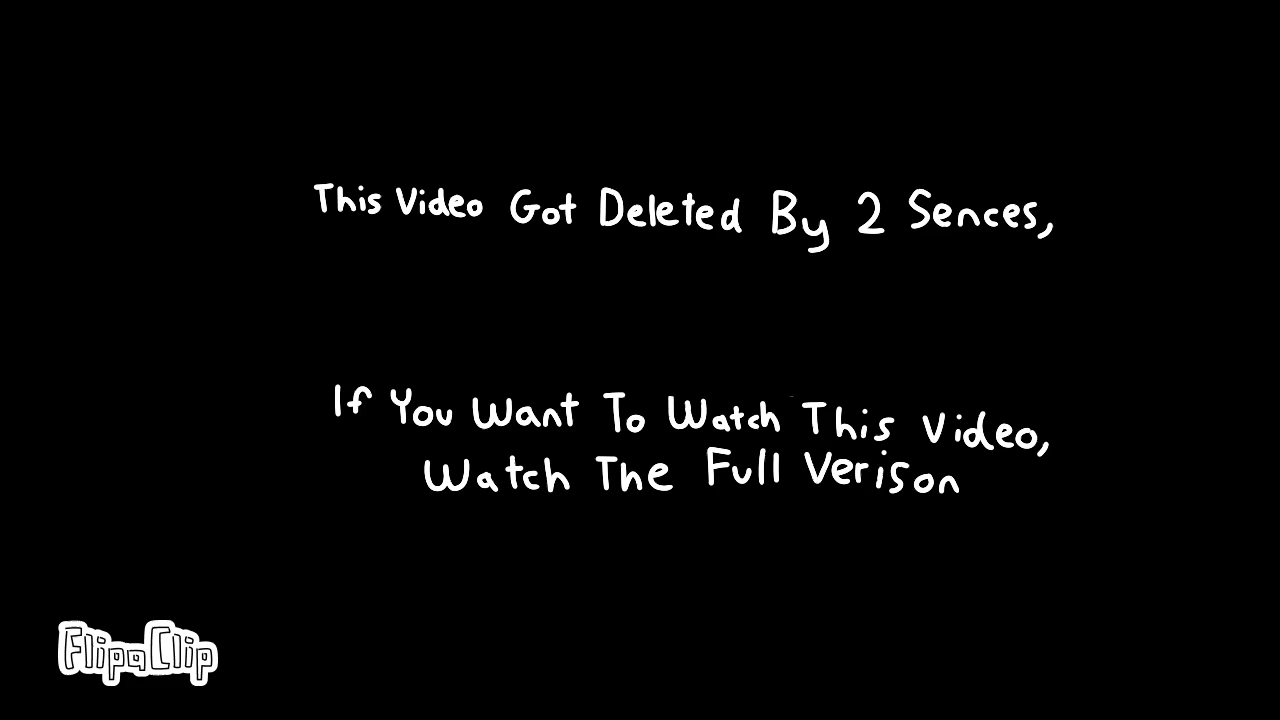 This Video Got Deleted By 2 Sences,
If You Want To Watch This Video,
Watch The Full Verison
FlipaClip